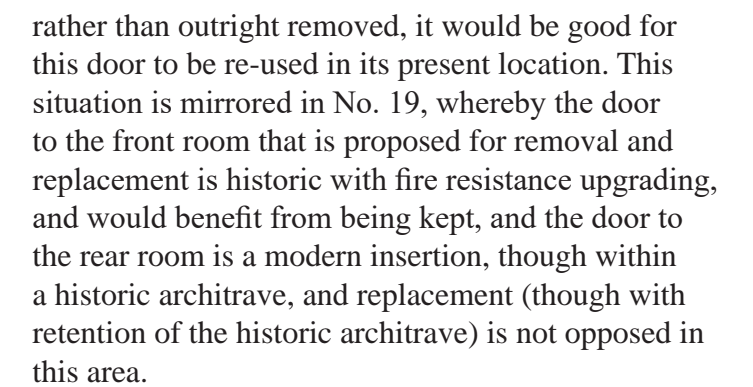 rather than outright removed, it would be good for
this door to be re-used in its present location. This
situation is mirrored in No. 19, whereby the door
to the front room that is proposed for removal and
replacement is historic with fire resistance upgrading,
and would benefit from being kept, and the door to
the rear room is a modern insertion, though within
a historic architrave, and replacement (though with
retention of the historic architrave) is not opposed in
this area.